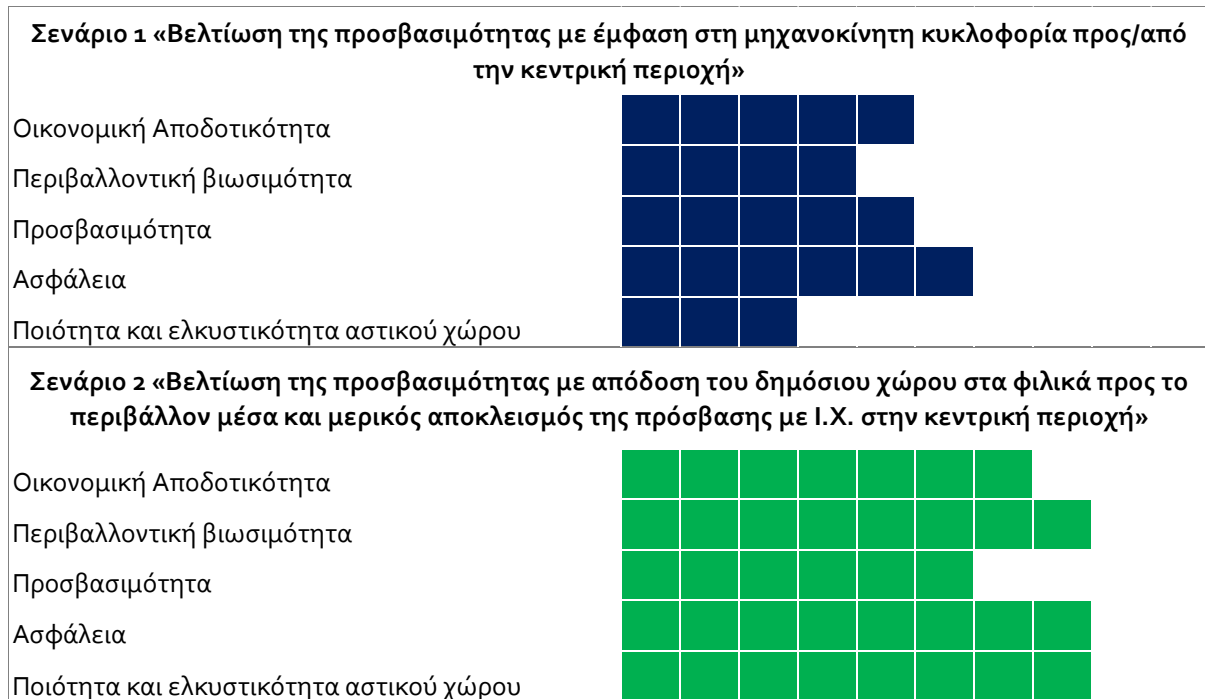 Σενάριο 1 «Βελτίωση της προσβασιμότητας με έμφαση στη μηχανοκίνητη κυκλοφορία προς/από
την κεντρική περιοχή»
Οικονομική Αποδοτικότητα
Περιβαλλοντική βιωσιμότητα
Προσβασιμότητα
Ασφάλεια
Ποιότητα και ελκυστικότητα αστικού χώρου
Σενάριο 2 «Βελτίωση της προσβασιμότητας με απόδοση του δημόσιου χώρου στα φιλικά προς το
περιβάλλον μέσα και μερικός αποκλεισμός της πρόσβασης με Ι.Χ. στην κεντρική περιοχή»
Οικονομική Αποδοτικότητα
Περιβαλλοντική βιωσιμότητα
Προσβασιμότητα
Ασφάλεια
Ποιότητα και ελκυστικότητα αστικού χώρου